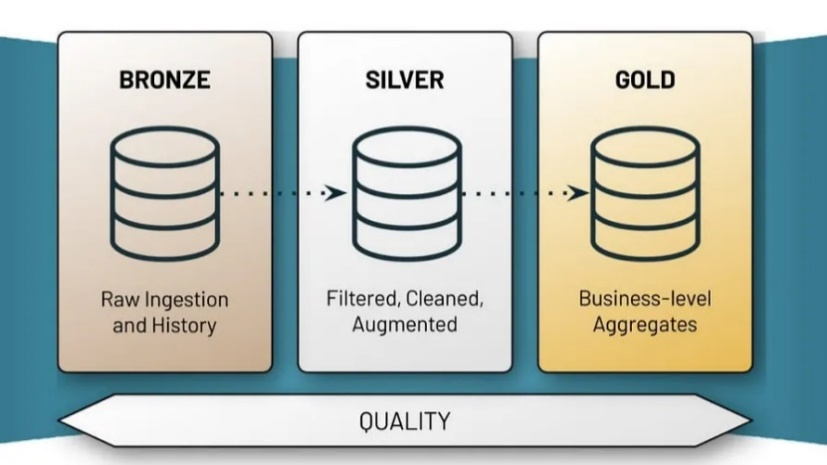 BRONZE
SILVER
GOLD
Raw Ingestion
and History
Filtered, Cleaned,
Augmented
Business-level
Aggregates
QUALITY